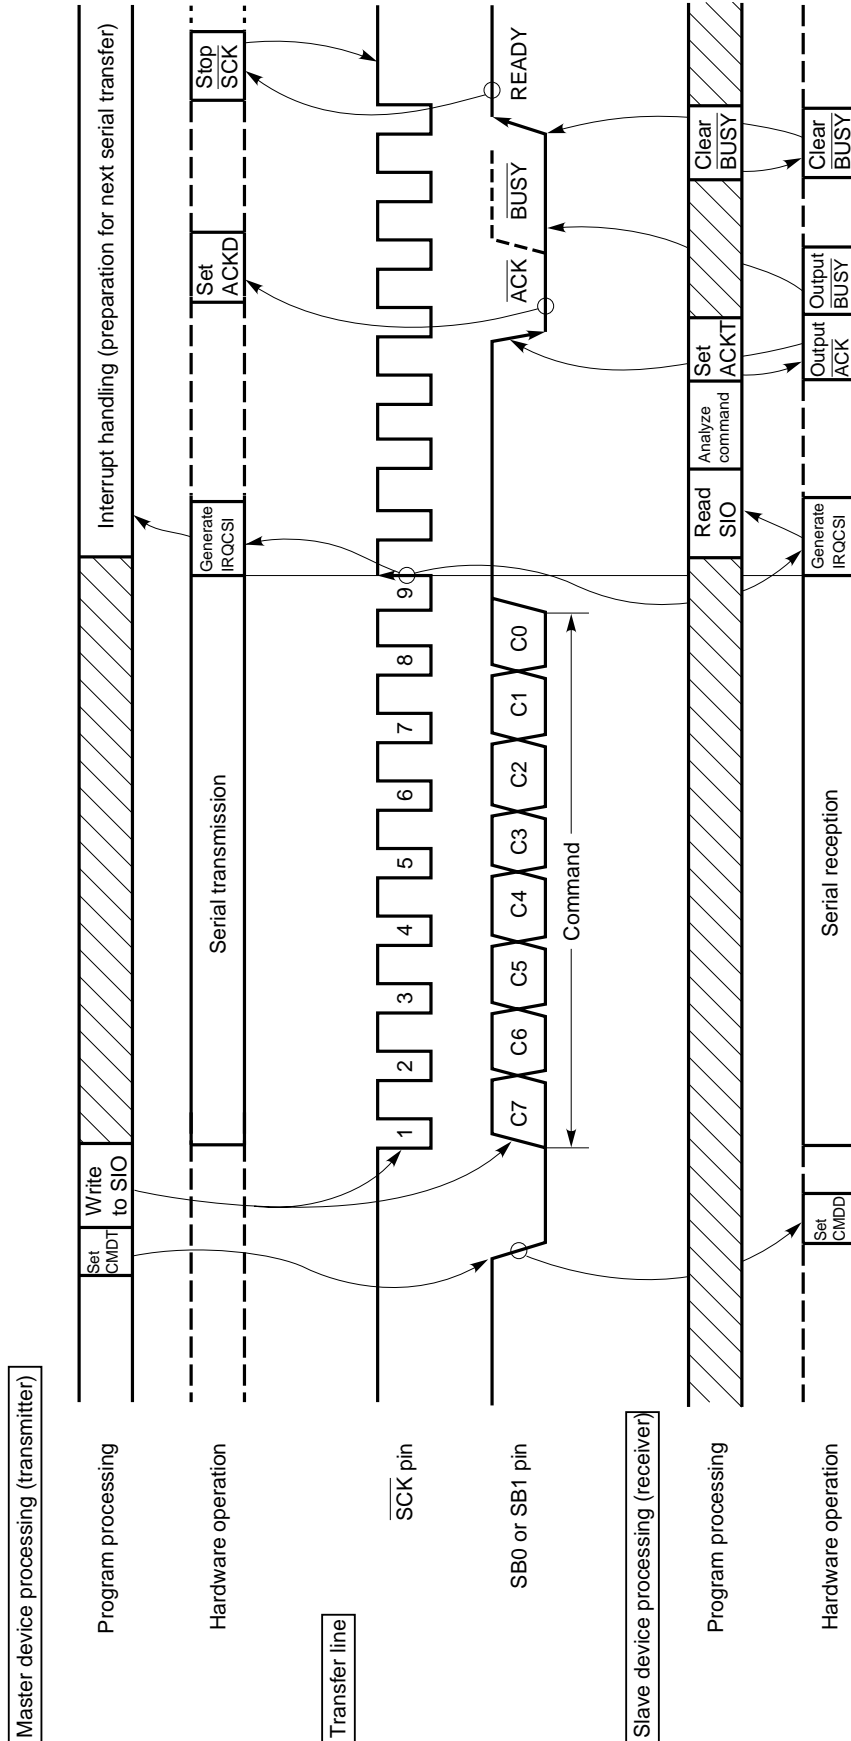 Master device processing (transmitter)
Program processing
Set
CMDT
Write
to SIO
Interrupt handling (preparation for next serial transfer)
Hardware operation
Serial transmission
Generate
IRQCSI
Set
ACKD
Stop
SCK
Transfer line
SCK pin
1 2 3 4 5 6 7 8 9
SB0 or SB1 pin
C7 C6 C5 C4 C3 C2 C1 C0
ACK
BUSY
READY
Command
Slave device processing (receiver)
Program processing
Read
SIO
Analyze
command
Set
ACKT
Clear
BUSY
Hardware operation
Set
CMDD
Serial reception
Generate
IRQCSI
Output
ACK
Output
BUSY
Clear
BUSY